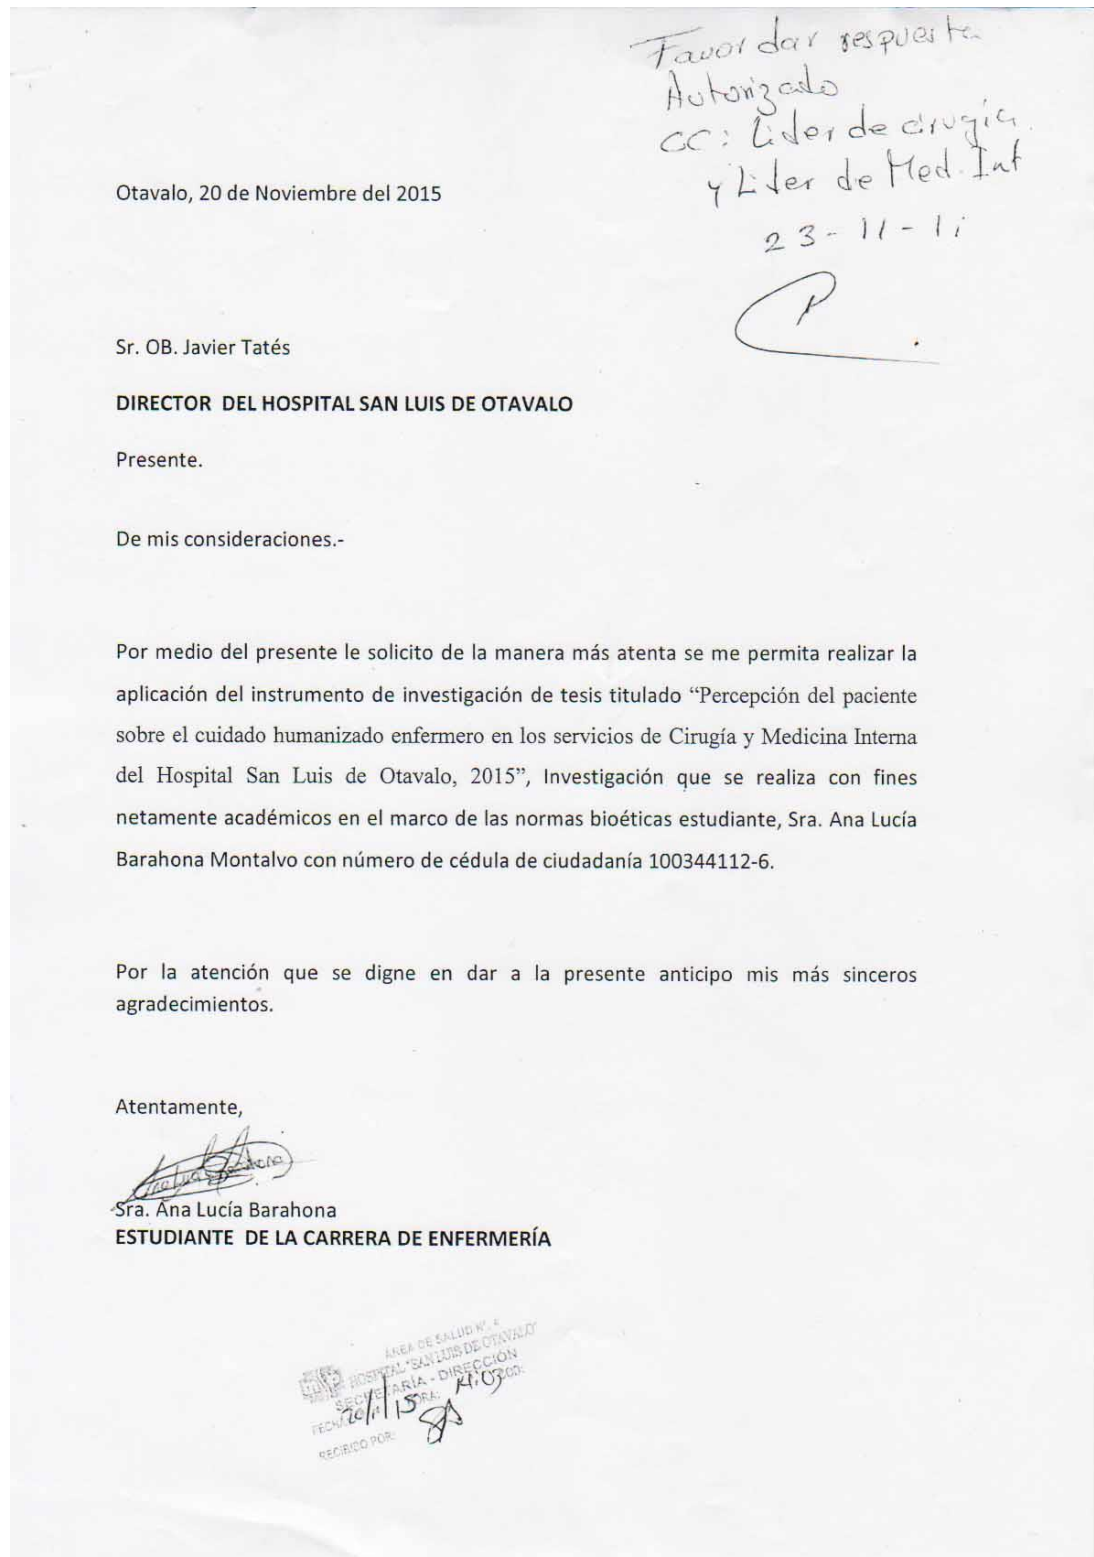 Favor dar respuesta
Autorizado
CC: Lider de cirugía
y Lider de Med. Int
23-11-1
Otavalo, 20 de Noviembre del 2015
Sr. OB. Javier Tatés
DIRECTOR DEL HOSPITAL SAN LUIS DE OTAVALO
Presente.
De mis consideraciones.-
Por medio del presente le solicito de la manera más atenta se me permita realizar la
aplicación del instrumento de investigación de tesis titulado “Percepción del paciente
sobre el cuidado humanizado enfermero en los servicios de Cirugía y Medicina Interna
del Hospital San Luis de Otavalo, 2015”, Investigación que se realiza con fines
netamente académicos en el marco de las normas bioéticas estudiante, Sra. Ana Lucía
Barahona Montalvo con número de cédula de ciudadanía 100344112-6.
Por la atención que se digne en dar a la presente anticipo mis más sinceros
agradecimientos.
Atentamente,
Sra. Ana Lucía Barahona
ESTUDIANTE DE LA CARRERA DE ENFERMERÍA
ÁREA DE SALUD Nº. 4
HOSPITAL "SAN LUIS DE OTAVALO"
SECRETARÍA - DIRECCIÓN
FECHA: 20/11/15 HORA: 14:03
RECIBIDO POR: